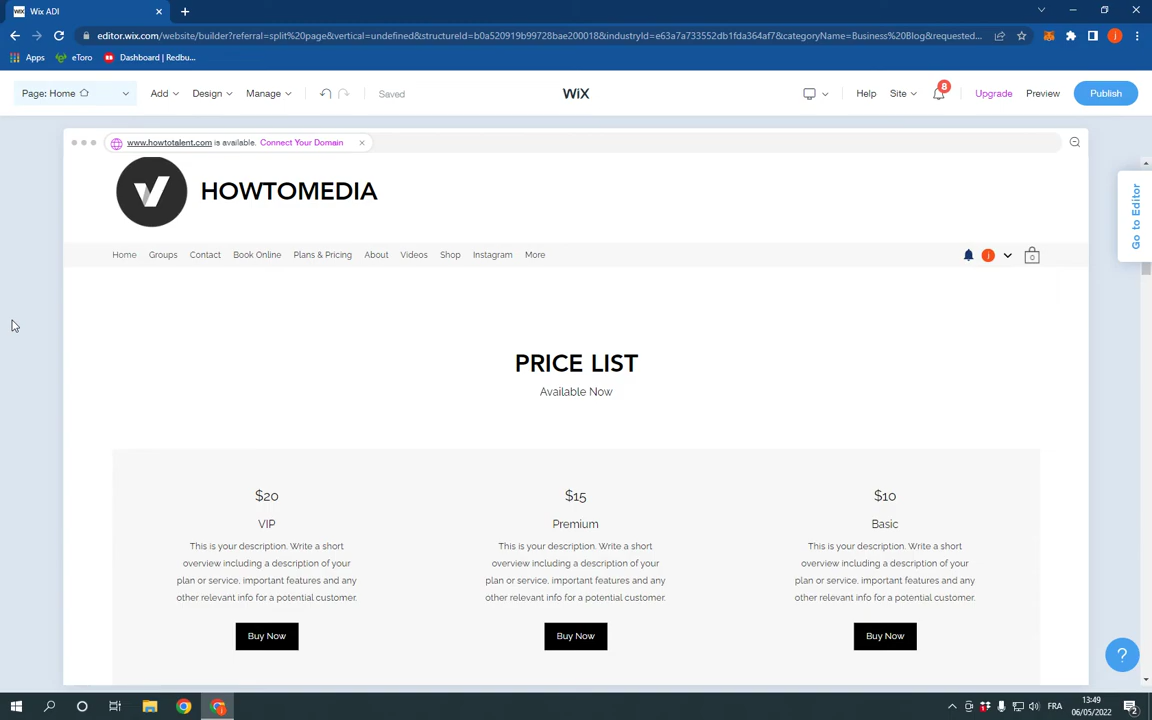 WiX Wix ADI
editor.wix.com/website/builder?referral=split%20page&vertical=undefined&structureId=b0a520919b99728bae200018&industryId=e63a7a733552db1fda364af7&categoryName=Business%20Blog&requested...
Apps eToro Dashboard | Redbu...
Page: Home Add Design Manage Saved WiX Help Site 8 Upgrade Preview Publish
www.howtotalent.com is available. Connect Your Domain
HOWTOMEDIA
Go to Editor
Home Groups Contact Book Online Plans & Pricing About Videos Shop Instagram More j 0
PRICE LIST
Available Now
$20 $15 $10
VIP Premium Basic
This is your description. Write a short This is your description. Write a short This is your description. Write a short
overview including a description of your overview including a description of your overview including a description of your
plan or service, important features and any plan or service, important features and any plan or service, important features and any
other relevant info for a potential customer. other relevant info for a potential customer. other relevant info for a potential customer.
Buy Now Buy Now Buy Now
?
13:49
FRA
06/05/2022 2